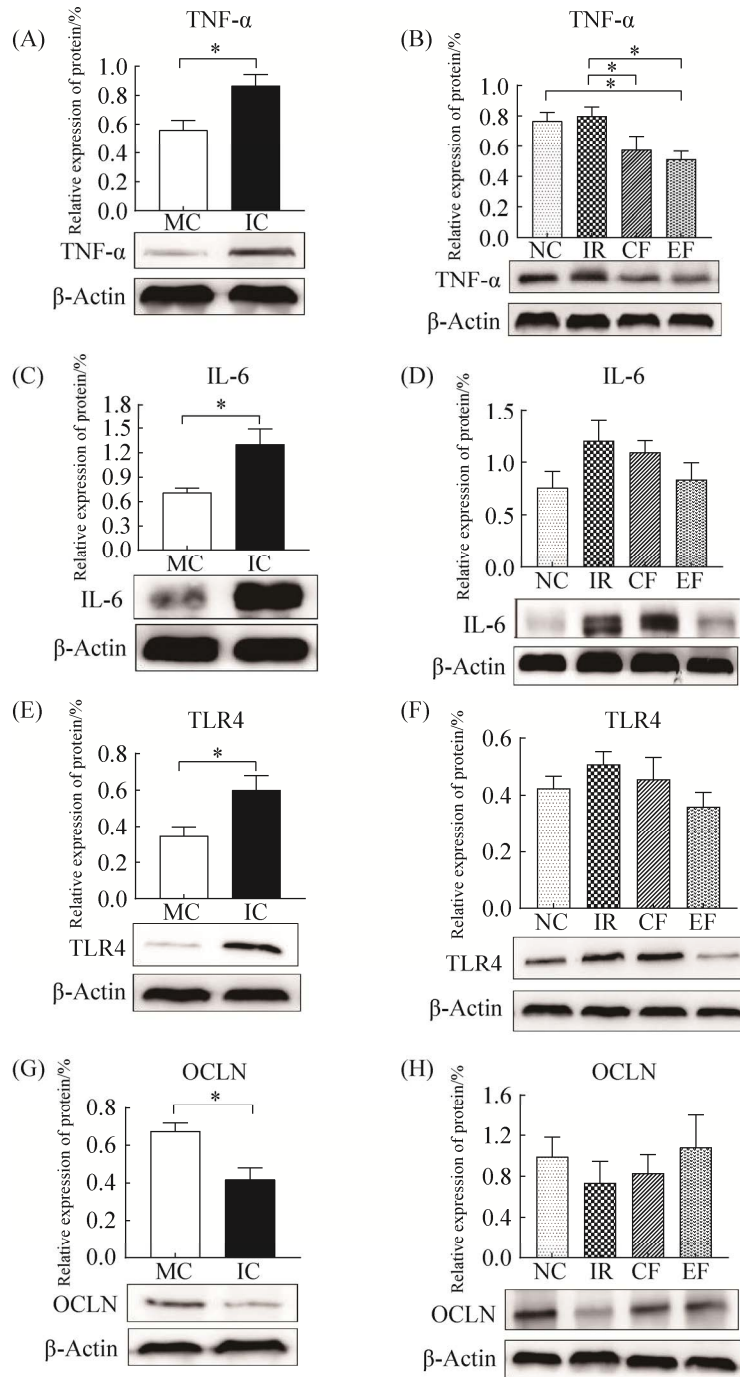 (A)
TNF-α
Relative expression of protein/%
*
1.0
0.8
0.6
0.4
0.2
0.0
MC IC
TNF-α
β-Actin
(B)
TNF-α
Relative expression of protein/%
*
*
*
1.0
0.8
0.6
0.4
0.2
0.0
NC IR CF EF
TNF-α
β-Actin
(C)
IL-6
Relative expression of protein/%
*
1.8
1.5
1.2
0.9
0.6
0.3
0.0
MC IC
IL-6
β-Actin
(D)
IL-6
Relative expression of protein/%
1.5
1.0
0.5
0.0
NC IR CF EF
IL-6
β-Actin
(E)
TLR4
Relative expression of protein/%
*
0.8
0.6
0.4
0.2
0.0
MC IC
TLR4
β-Actin
(F)
TLR4
Relative expression of protein/%
0.6
0.4
0.2
0.0
NC IR CF EF
TLR4
β-Actin
(G)
OCLN
Relative expression of protein/%
*
0.8
0.6
0.4
0.2
0.0
MC IC
OCLN
β-Actin
(H)
OCLN
Relative expression of protein/%
1.6
1.2
0.8
0.4
0.0
NC IR CF EF
OCLN
β-Actin